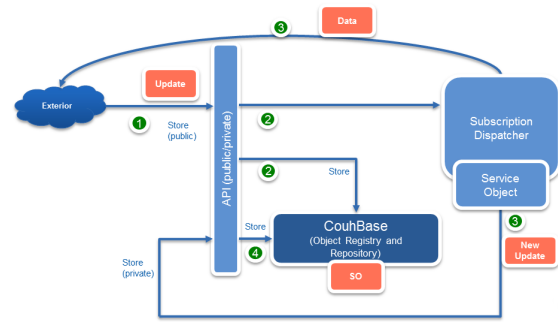 3
Data
Update
Exterior
1
Store
(public)
API (public/private)
2
Subscription
Dispatcher
2
Store
Service
Object
3
New
Update
Store
4
CouhBase
(Object Registry and
Repository)
SO
Store
(private)